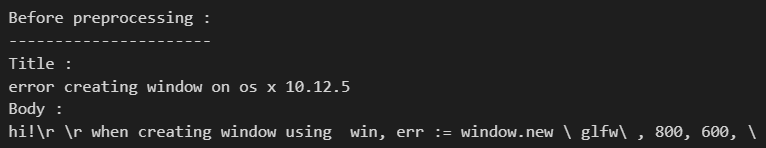 Before preprocessing :
----------------------
Title :
error creating window on os x 10.12.5
Body :
hi!\r \r when creating window using  win, err := window.new \ glfw\ , 800, 600, \